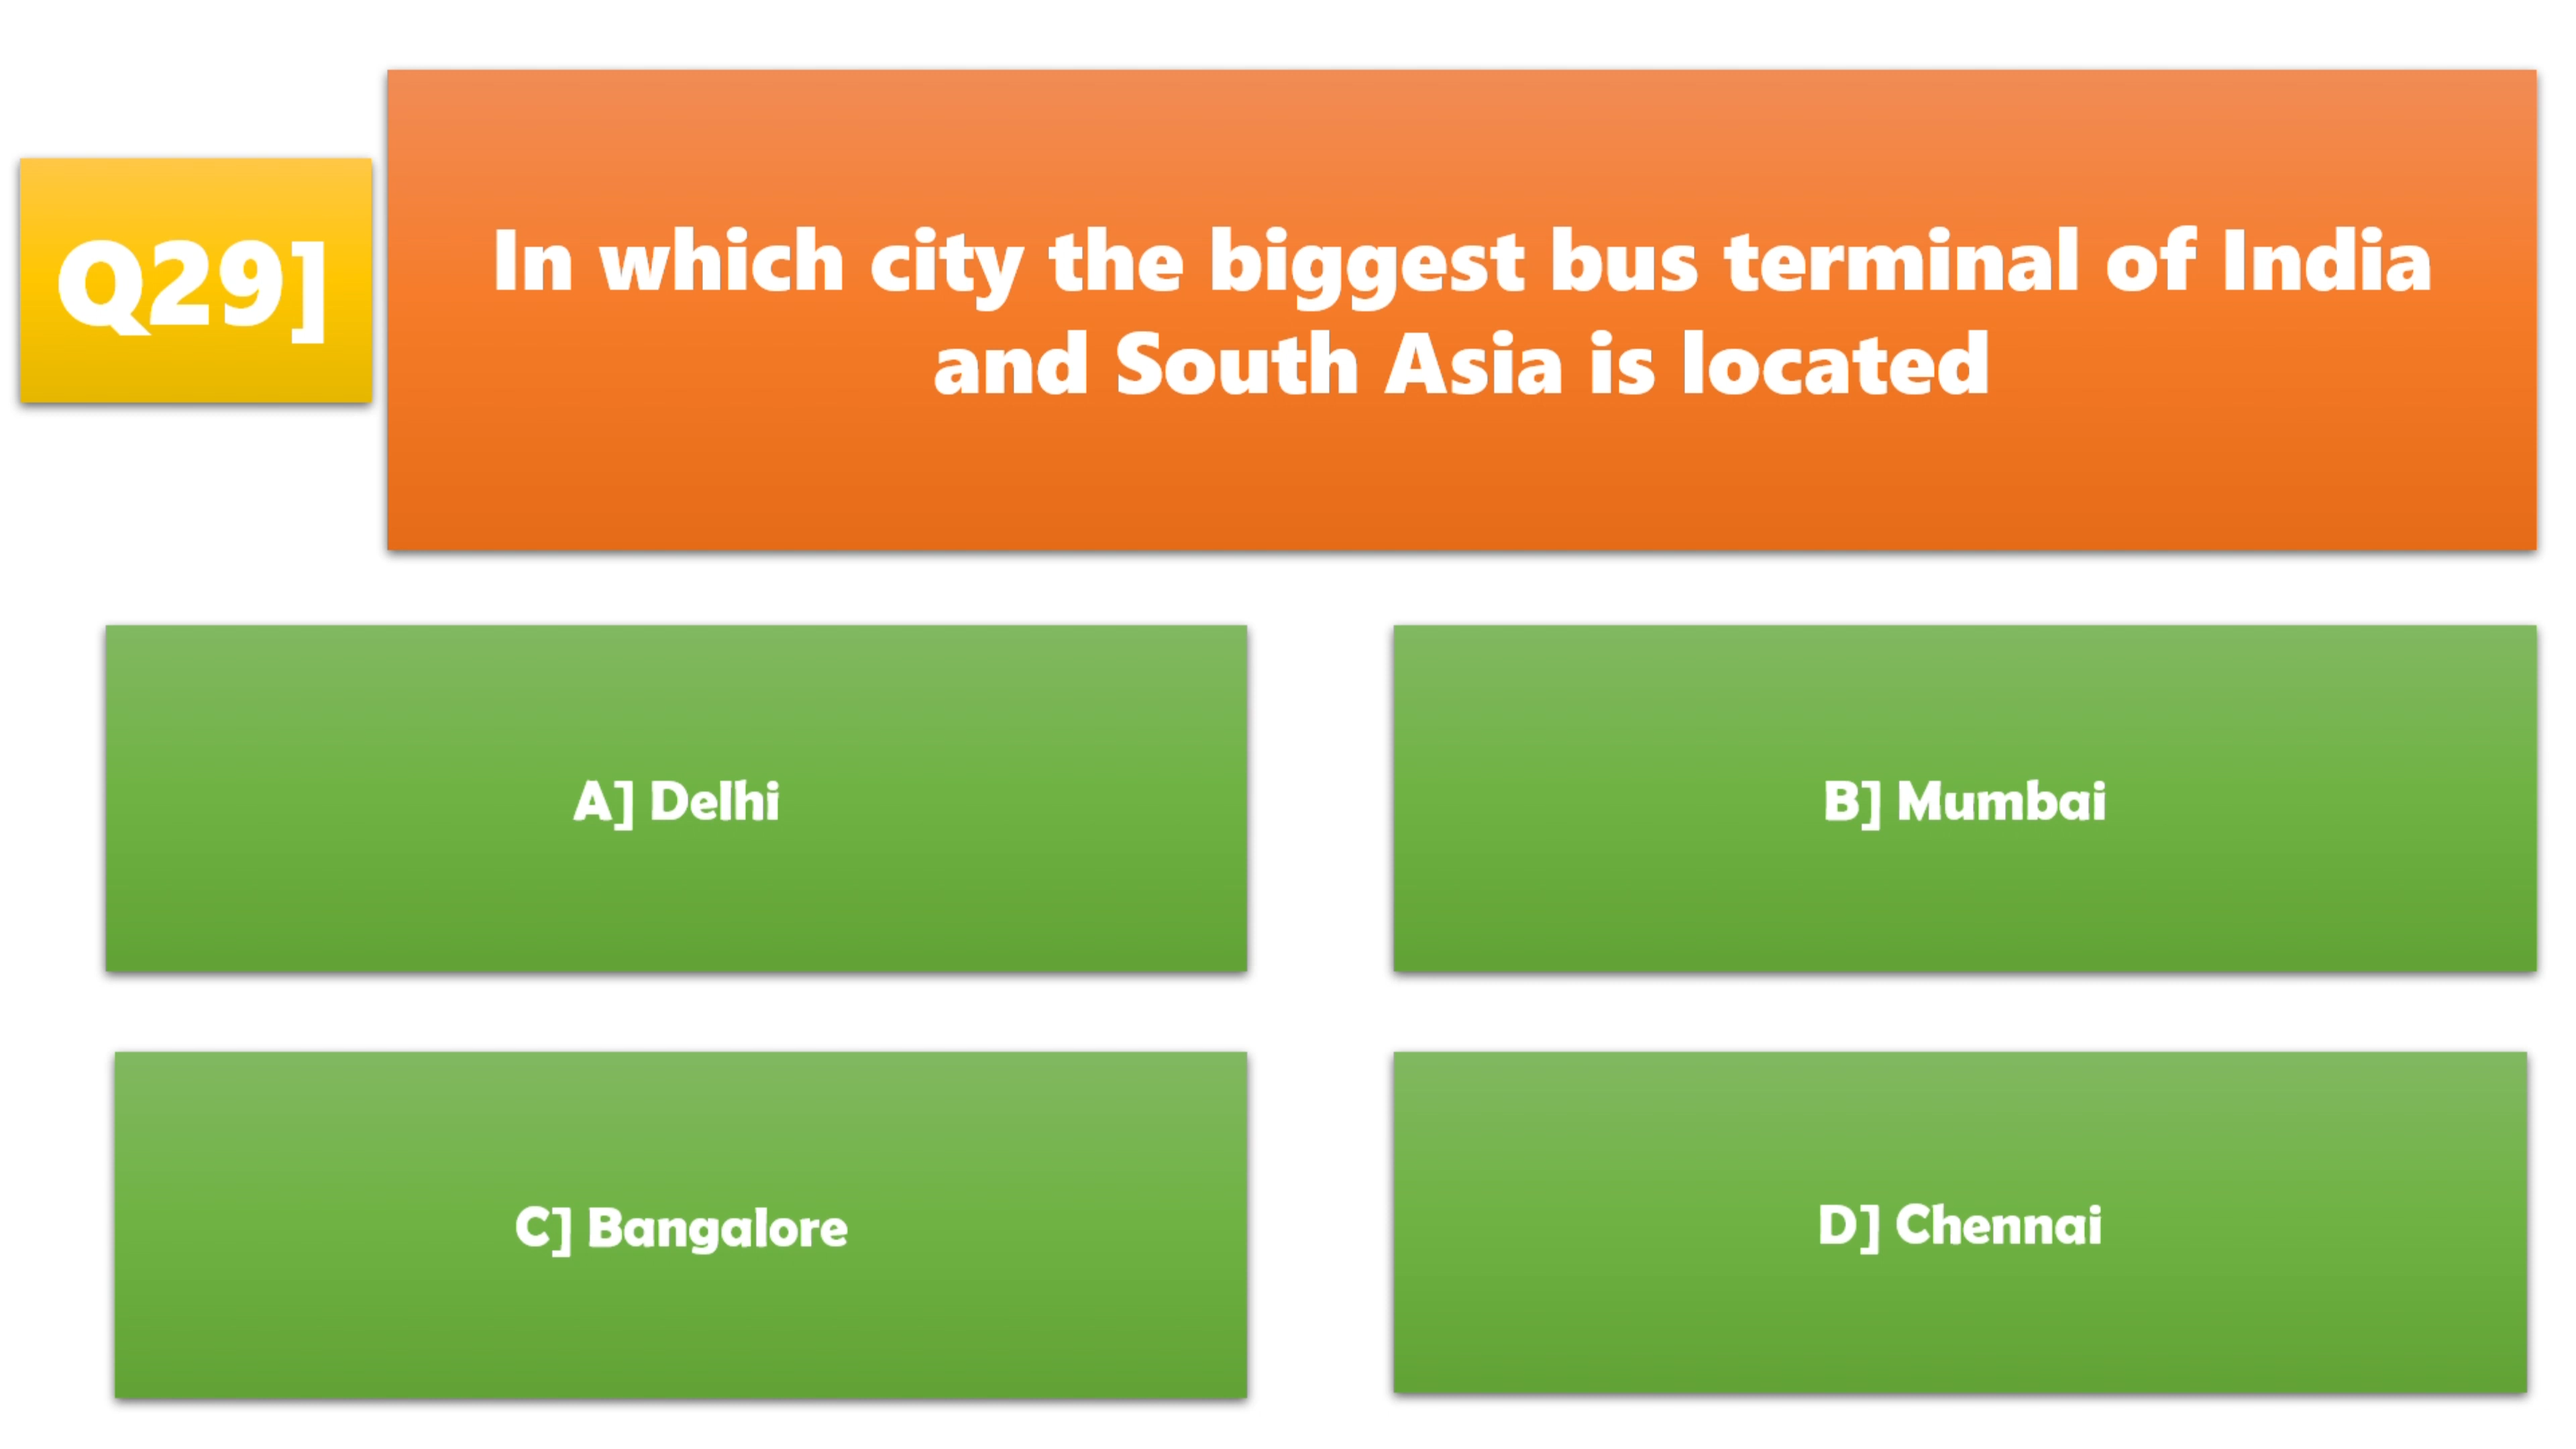 Q29]
In which city the biggest bus terminal of India
and South Asia is located
A] Delhi
B] Mumbai
C] Bangalore
D] Chennai